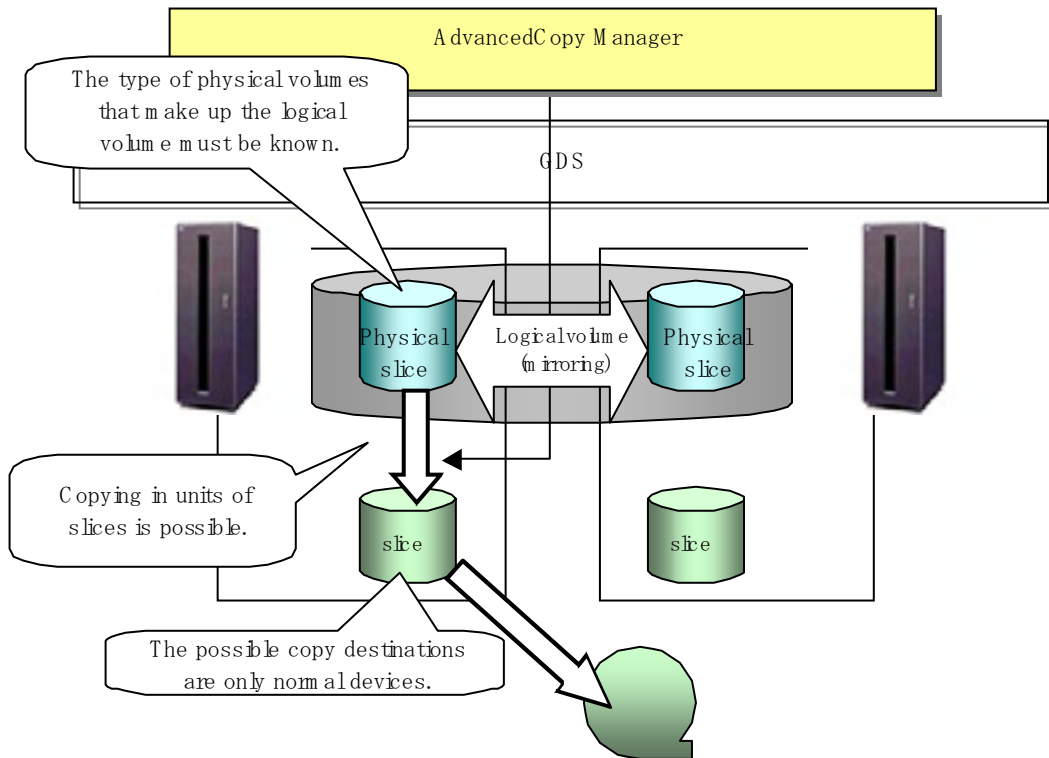 AdvancedCopy Manager
The type of physical volumes
that make up the logical
volume must be known.
GDS
Physical
slice
Logical volume
(mirroring)
Physical
slice
Copying in units of
slices is possible.
slice
slice
The possible copy destinations
are only normal devices.